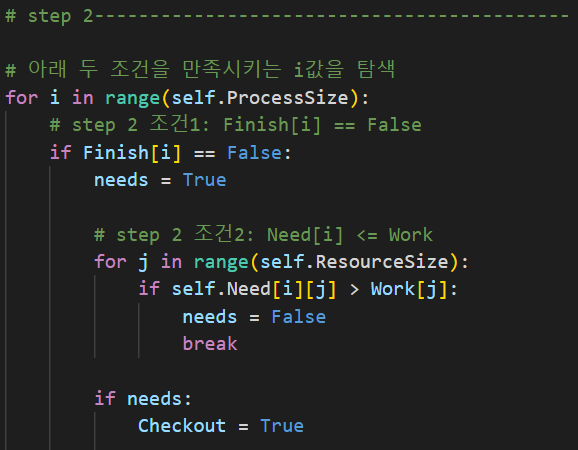 # step 2-------------------------------------------
# 아래 두 조건을 만족시키는 i값을 탐색
for i in range(self.ProcessSize):
# step 2 조건1: Finish[i] == False
if Finish[i] == False:
needs = True
# step 2 조건2: Need[i] <= Work
for j in range(self.ResourceSize):
if self.Need[i][j] > Work[j]:
needs = False
break
if needs:
Checkout = True